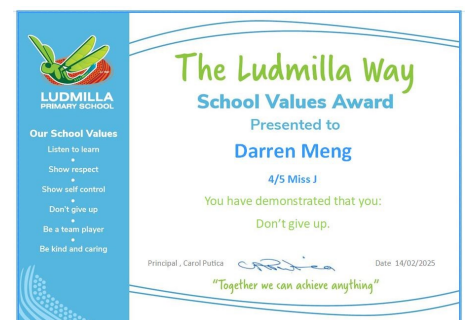 LUDMILLA
PRIMARY SCHOOL
Our School Values
Listen to learn
Show respect
Show self control
Don't give up
Be a team player
Be kind and caring
The Ludmilla Way
School Values Award
Presented to
Darren Meng
4/5 Miss J
You have demonstrated that you:
Don't give up.
Principal , Carol Putica
Date 14/02/2025
"Together we can achieve anything"